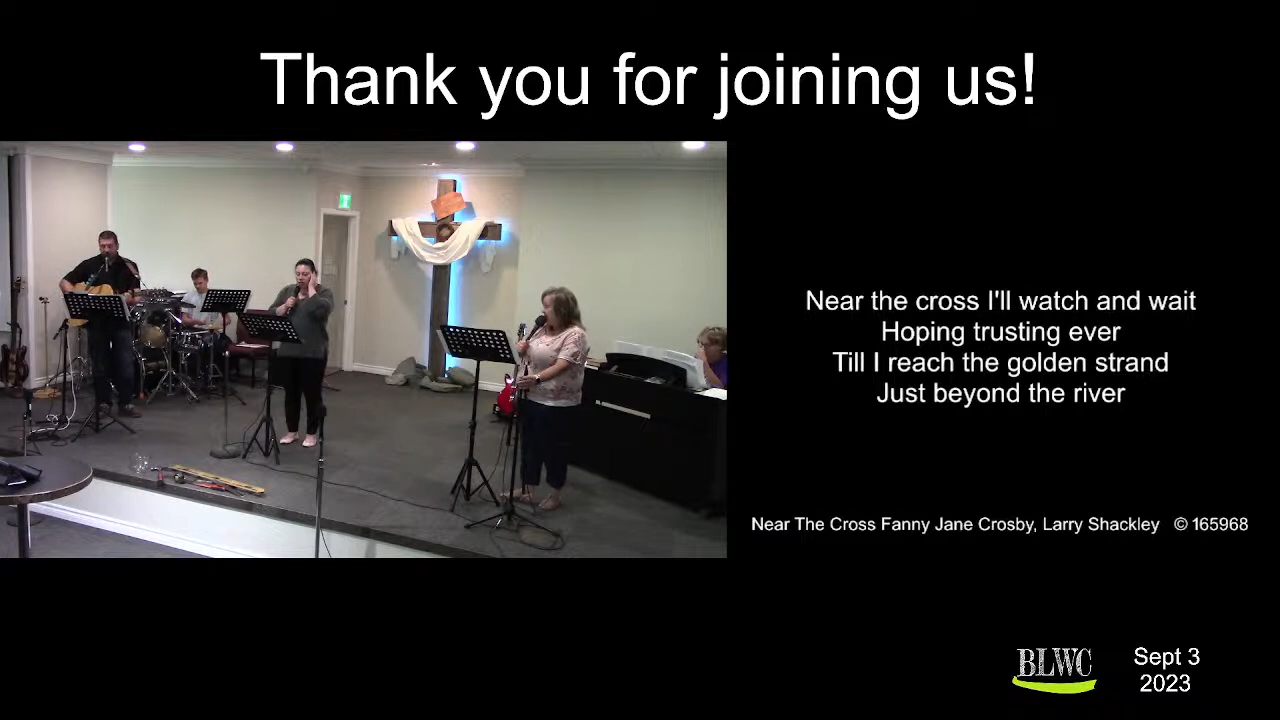 Thank you for joining us!
Near the cross I'll watch and wait
Hoping trusting ever
Till I reach the golden strand
Just beyond the river
Near The Cross Fanny Jane Crosby, Larry Shackley © 165968
BLWC
Sept 3
2023